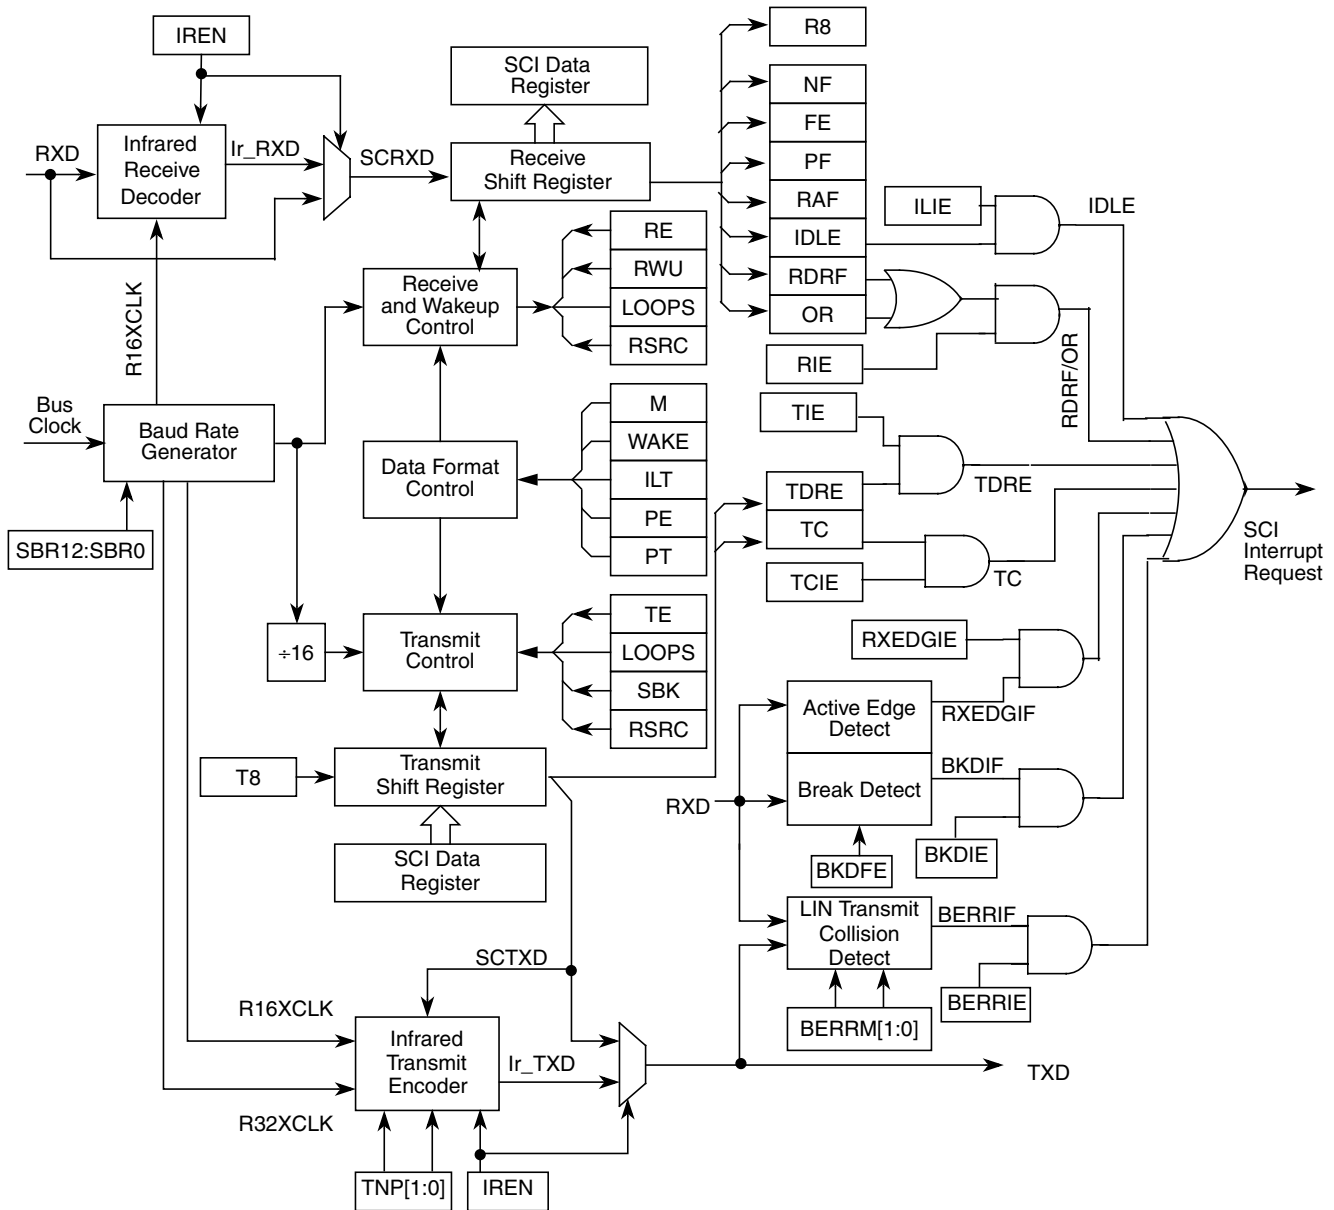 IREN
SCI Data
Register
R8
NF
FE
PF
RAF
IDLE
RDRF
OR
RXD
Infrared
Receive
Decoder
Ir_RXD
SCRXD
Receive
Shift Register
ILIE
IDLE
RE
RWU
LOOPS
RSRC
Receive
and Wakeup
Control
R16XCLK
RIE
RDRF/OR
Bus
Clock
Baud Rate
Generator
M
WAKE
ILT
PE
PT
Data Format
Control
TIE
TDRE
TC
TDRE
TCIE
TC
SCI
Interrupt
Request
SBR12:SBR0
÷16
Transmit
Control
TE
LOOPS
SBK
RSRC
RXEDGIE
Active Edge
Detect
RXEDGIF
T8
Transmit
Shift Register
RXD
Break Detect
BKDIF
BKDIE
BKDFE
SCI Data
Register
LIN Transmit
Collision
Detect
BERRIF
BERRIE
BERRM[1:0]
SCTXD
R16XCLK
Infrared
Transmit
Encoder
Ir_TXD
TXD
R32XCLK
TNP[1:0]
IREN